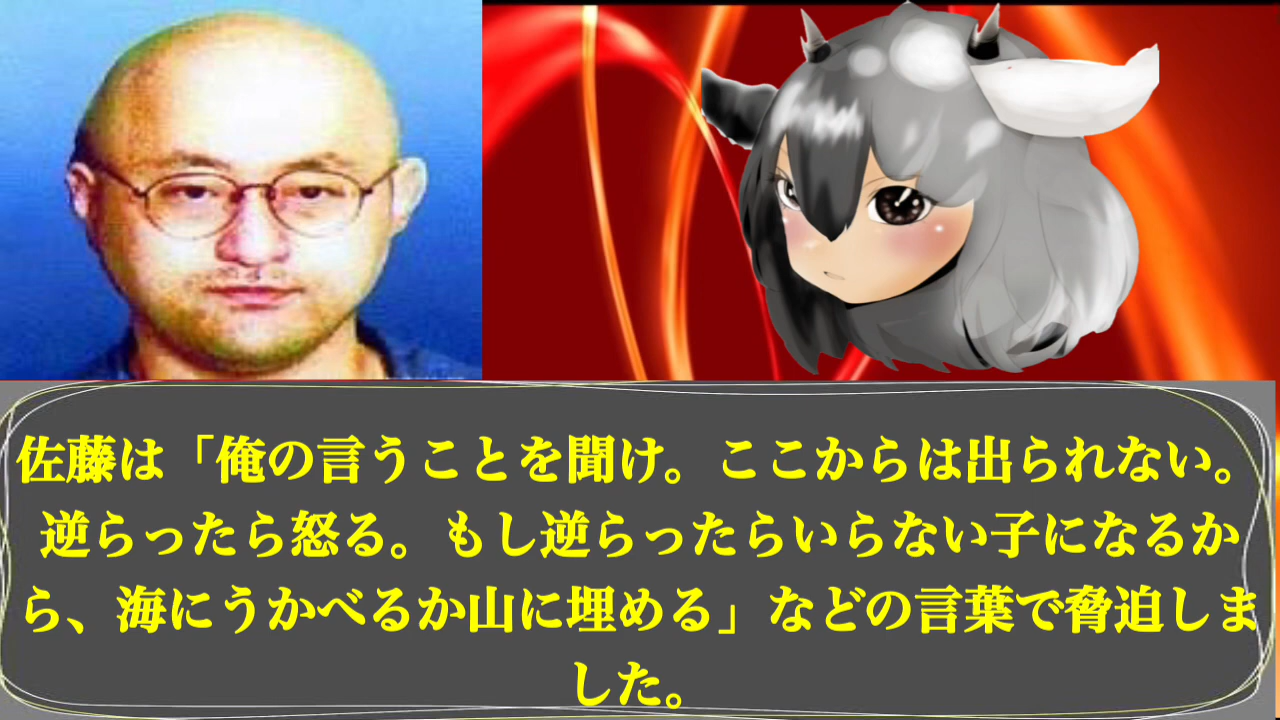 佐藤は「俺の言うことを聞け。ここからは出られない。
逆らったら怒る。もし逆らったらいらない子になるか
ら、海にうかべるか山に埋める」などの言葉で脅迫しま
した。